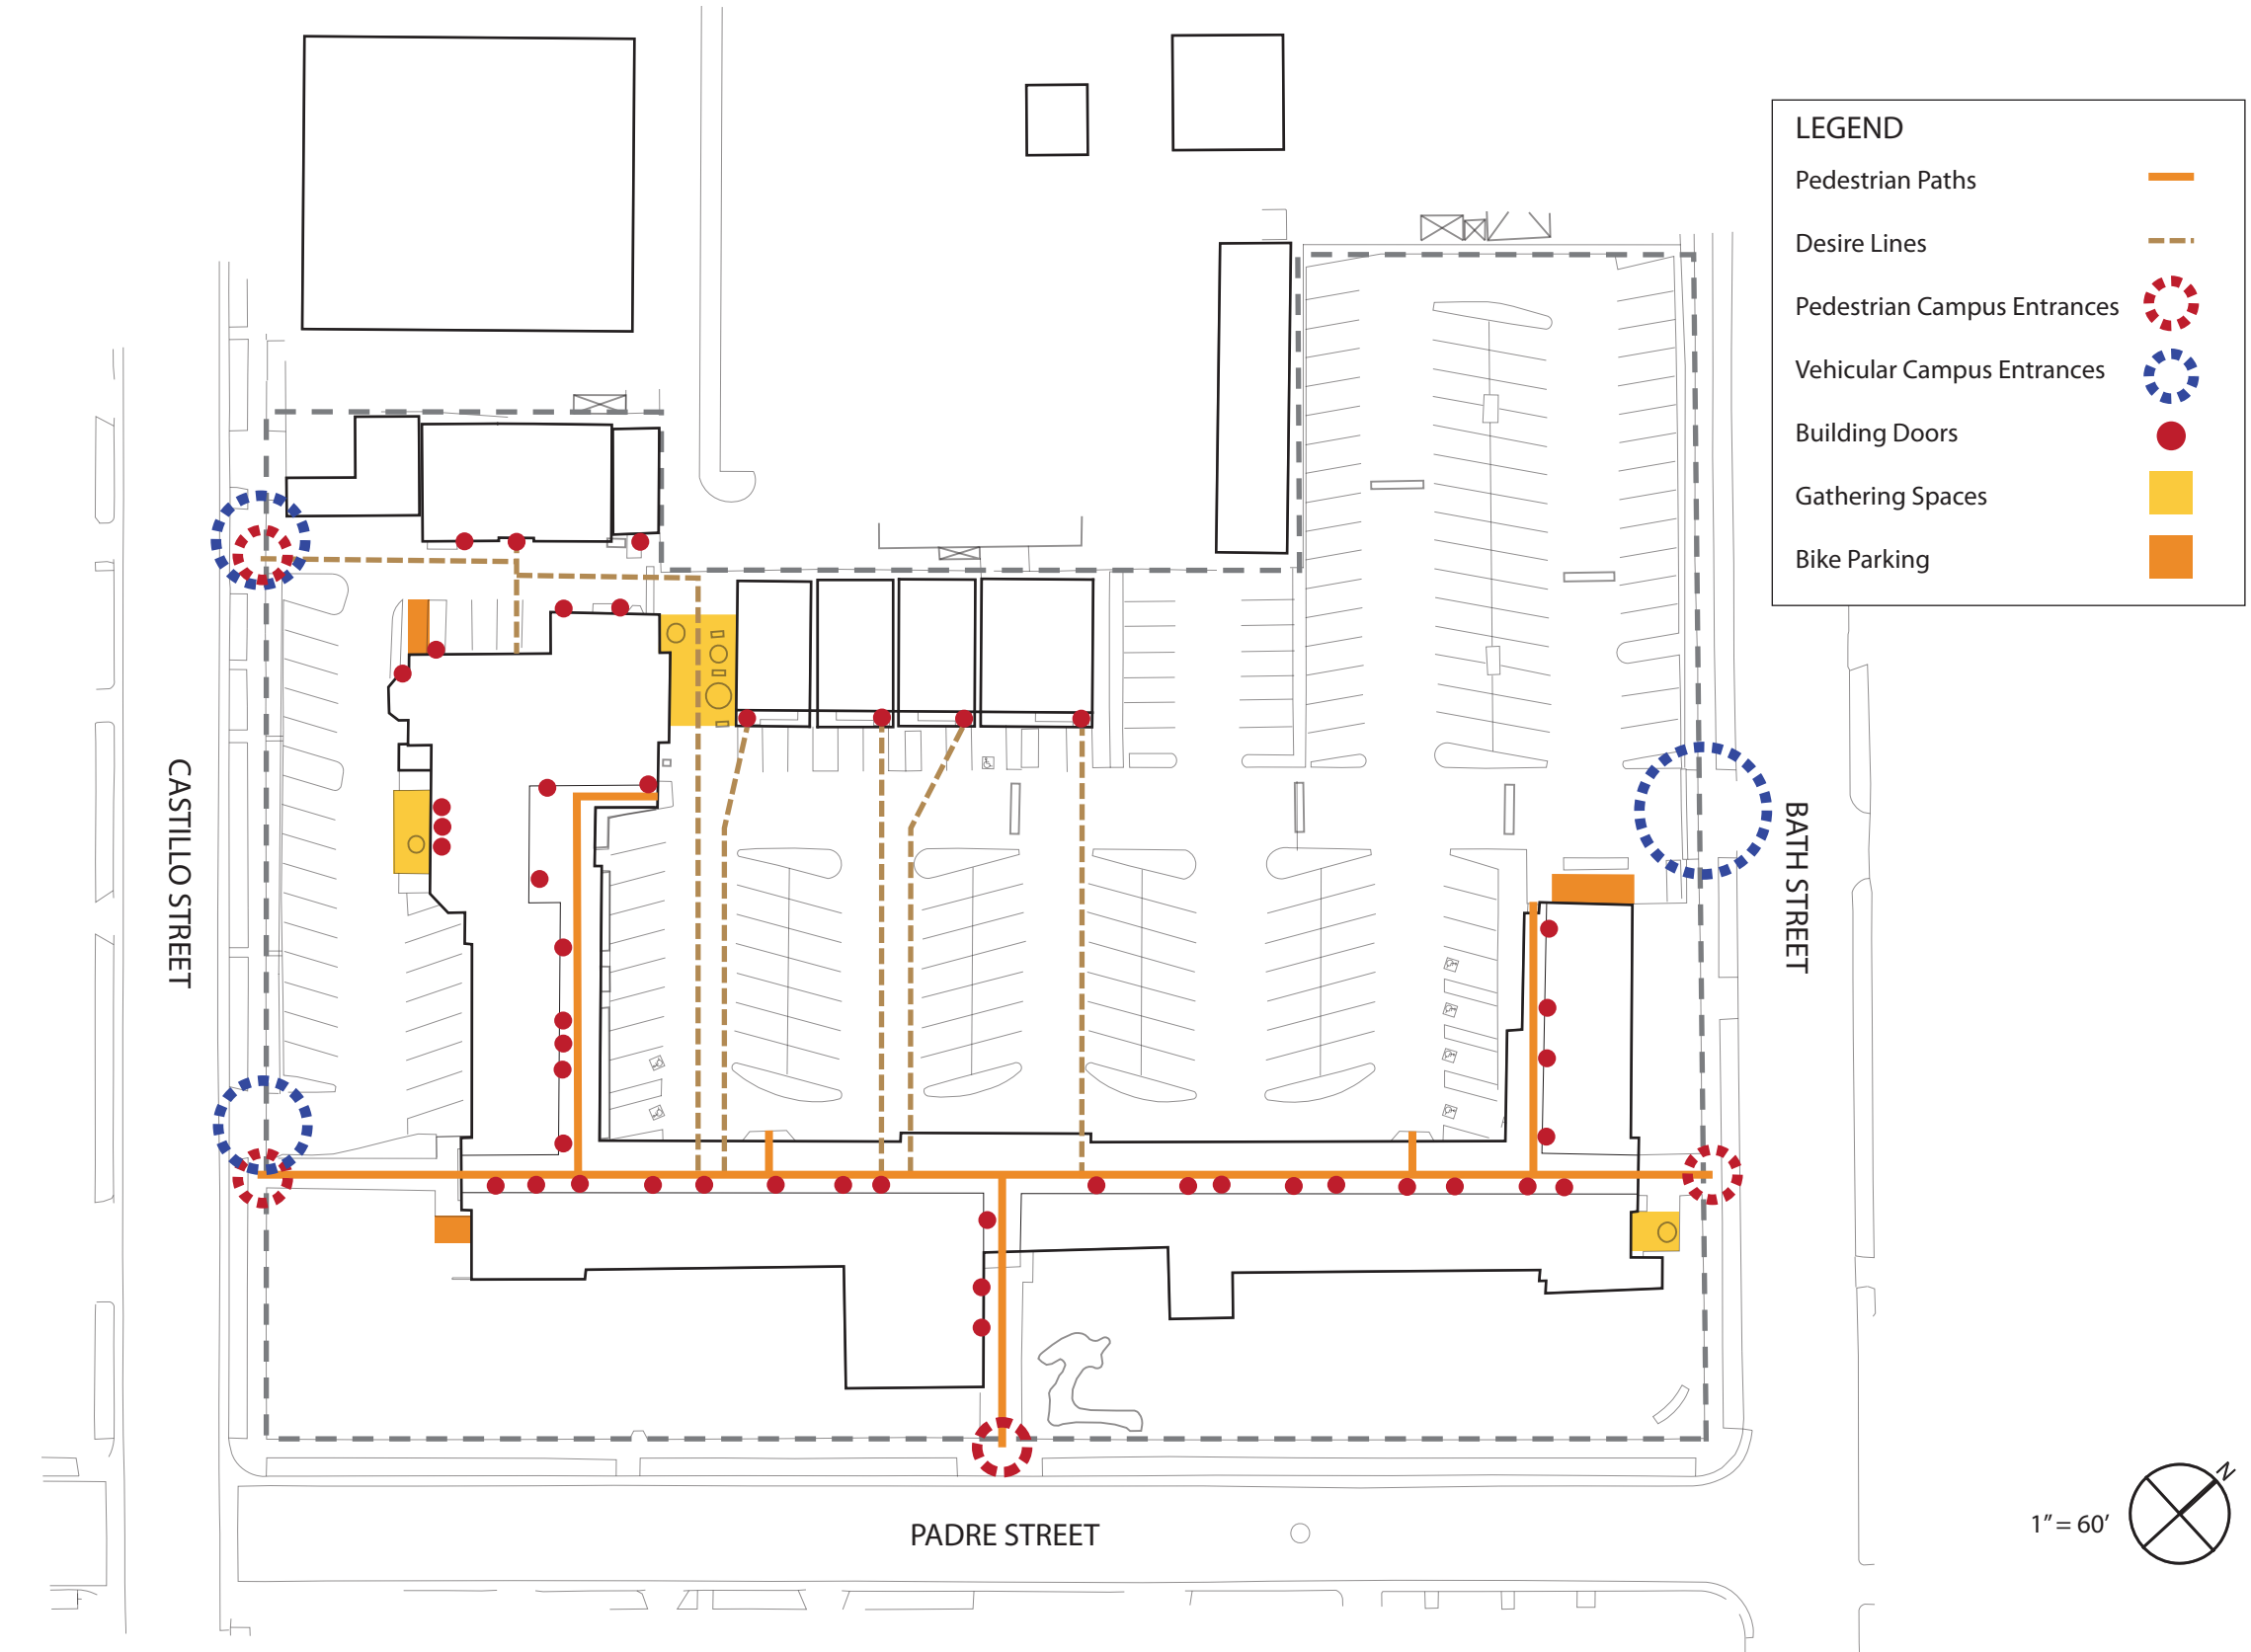 LEGEND
Pedestrian Paths
Desire Lines
Pedestrian Campus Entrances
Vehicular Campus Entrances
Building Doors
Gathering Spaces
Bike Parking
CASTILLO STREET
BATH STREET
PADRE STREET
1” = 60’
N